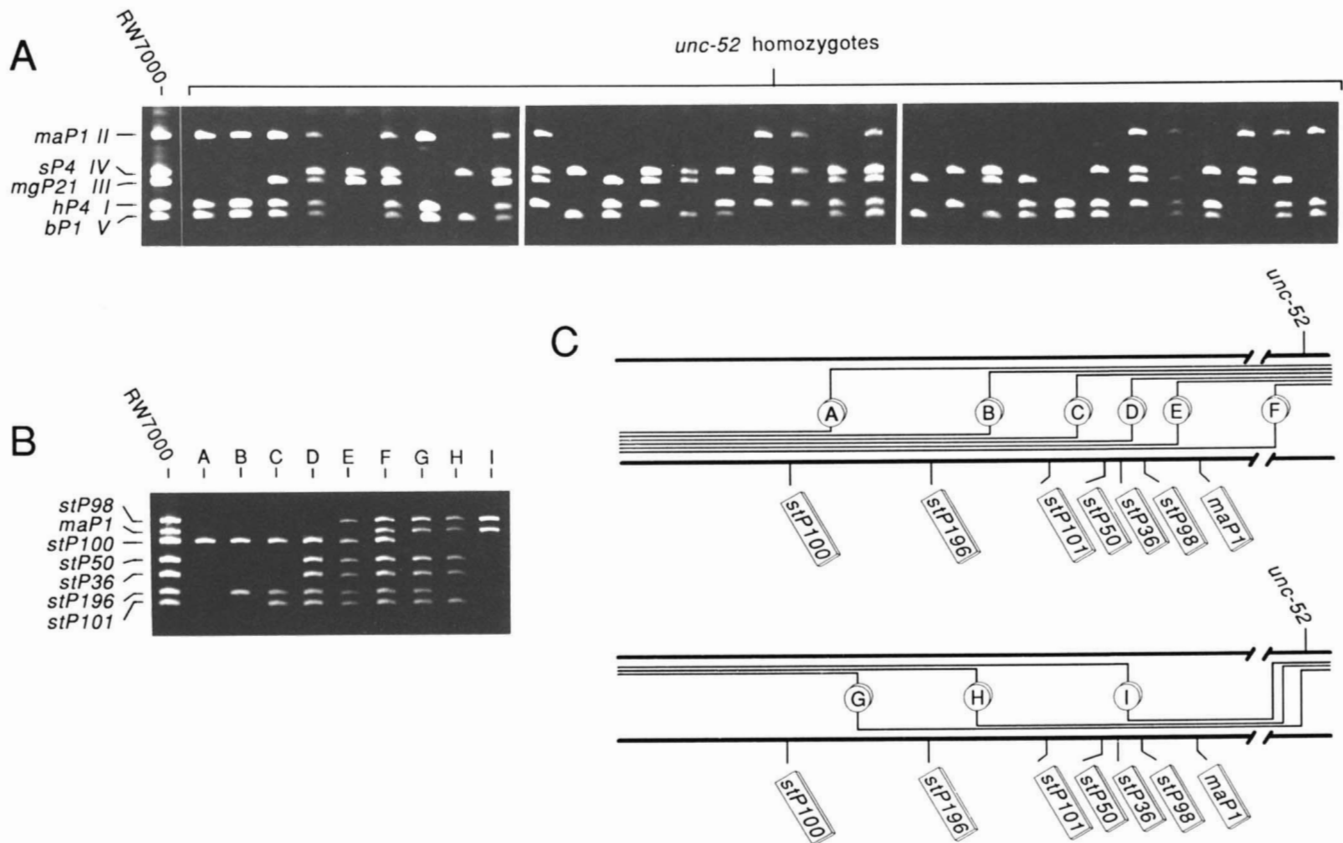 A
RW7000
unc-52 homozygotes
maP1 II
sP4 IV
mgP21 III
hP4 I
bP1 V
B
RW7000
A B C D E F G H I
stP98
maP1
stP100
stP50
stP36
stP196
stP101
C
unc-52
A B C D E F
stP100 stP196 stP101 stP50 stP36 stP98 maP1
unc-52
G H I
stP100 stP196 stP101 stP50 stP36 stP98 maP1